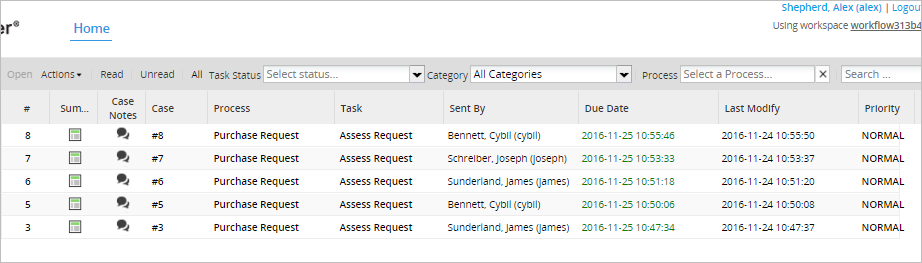 Shepherd, Alex (alex) | Logou
er®
Home
Using workspace workflow313b4
Open Actions Read Unread All Task Status Select status... Category All Categories Process Select a Process... Search ...
# Sum... Case Notes Case Process Task Sent By Due Date Last Modify Priority
8 #8 Purchase Request Assess Request Bennett, Cybil (cybil) 2016-11-25 10:55:46 2016-11-24 10:55:50 NORMAL
7 #7 Purchase Request Assess Request Schreiber, Joseph (joseph) 2016-11-25 10:53:33 2016-11-24 10:53:37 NORMAL
6 #6 Purchase Request Assess Request Sunderland, James (james) 2016-11-25 10:51:18 2016-11-24 10:51:20 NORMAL
5 #5 Purchase Request Assess Request Bennett, Cybil (cybil) 2016-11-25 10:50:06 2016-11-24 10:50:08 NORMAL
3 #3 Purchase Request Assess Request Sunderland, James (james) 2016-11-25 10:47:34 2016-11-24 10:47:37 NORMAL